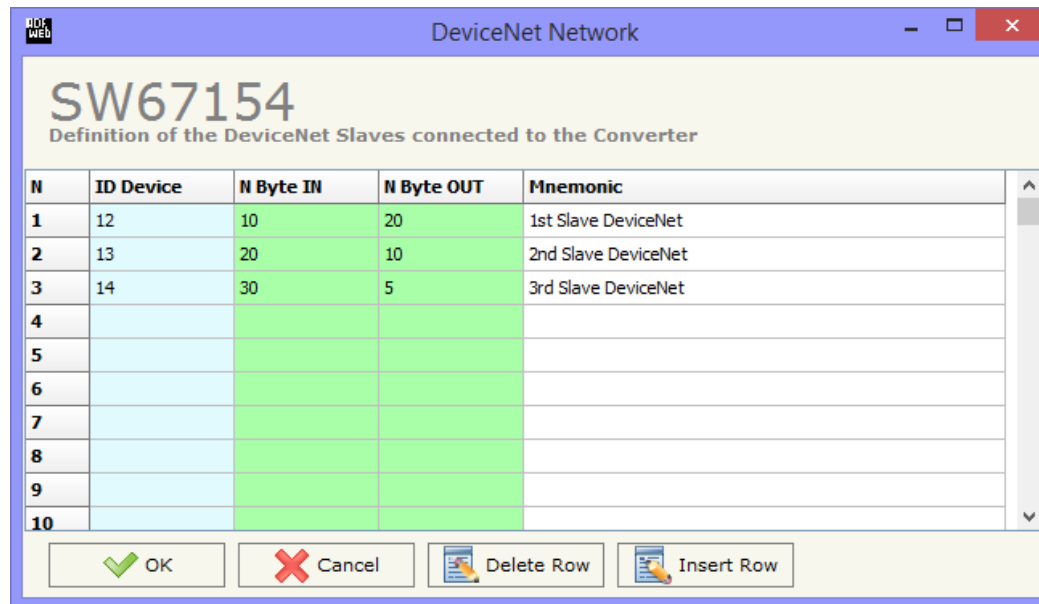 ADF
WEB
DeviceNet Network
SW67154
Definition of the DeviceNet Slaves connected to the Converter
N ID Device N Byte IN N Byte OUT Mnemonic
1 12 10 20 1st Slave DeviceNet
2 13 20 10 2nd Slave DeviceNet
3 14 30 5 3rd Slave DeviceNet
4
5
6
7
8
9
10
OK Cancel Delete Row Insert Row